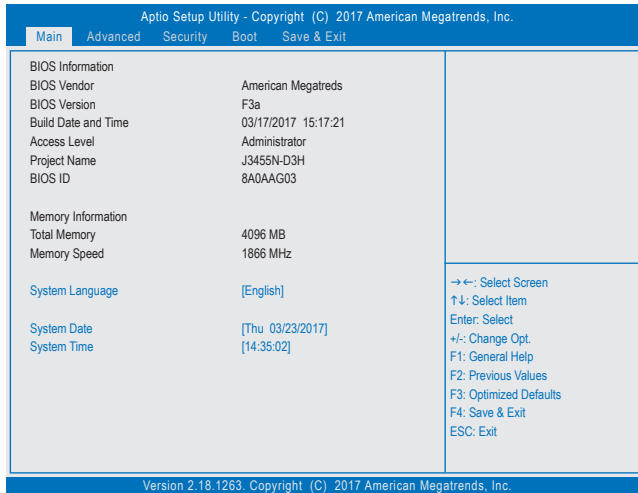 Aptio Setup Utility - Copyright (C) 2017 American Megatrends, Inc.
Main Advanced Security Boot Save & Exit
BIOS Information
BIOS Vendor American Megatreds
BIOS Version F3a
Build Date and Time 03/17/2017 15:17:21
Access Level Administrator
Project Name J3455N-D3H
BIOS ID 8A0AAG03
Memory Information
Total Memory 4096 MB
Memory Speed 1866 MHz
System Language [English]
System Date [Thu 03/23/2017]
System Time [14:35:02]
→←: Select Screen
↑↓: Select Item
Enter: Select
+/-: Change Opt.
F1: General Help
F2: Previous Values
F3: Optimized Defaults
F4: Save & Exit
ESC: Exit
Version 2.18.1263. Copyright (C) 2017 American Megatrends, Inc.